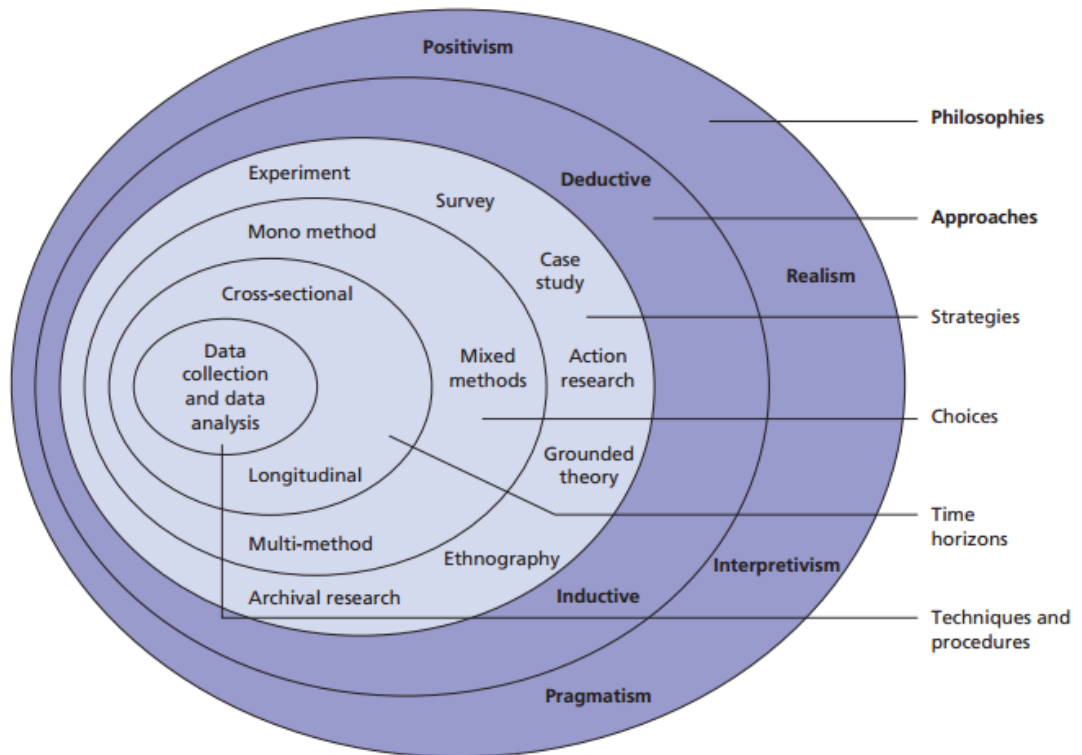 Positivism
Philosophies
Experiment
Deductive
Survey
Approaches
Mono method
Case
study
Realism
Cross-sectional
Strategies
Data
collection
and data
analysis
Mixed
methods
Action
research
Choices
Grounded
theory
Longitudinal
Time
horizons
Multi-method
Ethnography
Interpretivism
Archival research
Inductive
Techniques and
procedures
Pragmatism